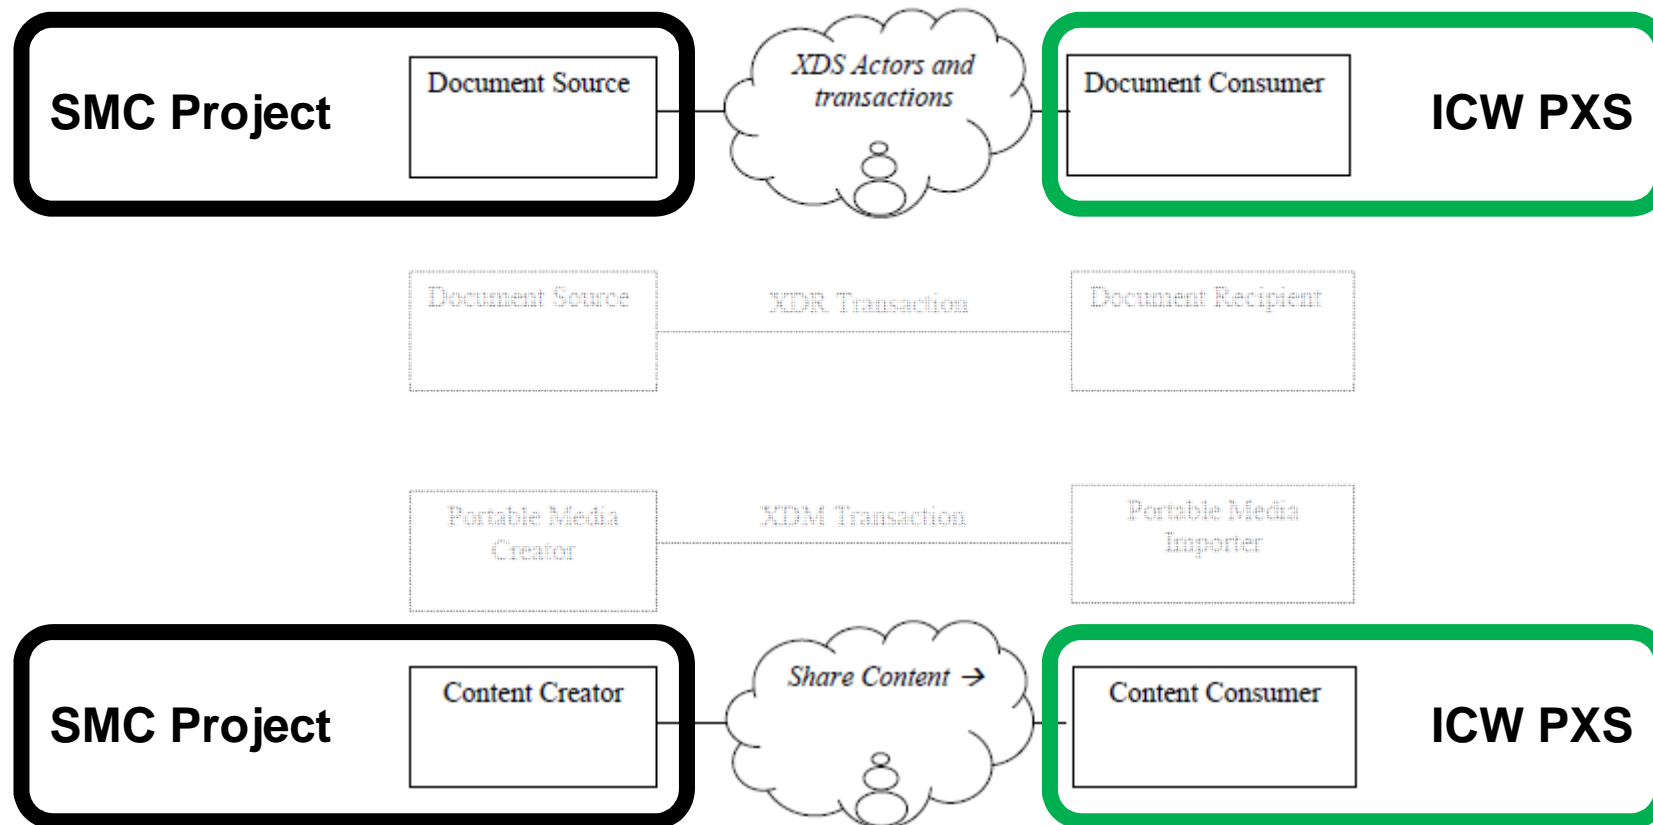 SMC Project
Document Source
XDS Actors and
transactions
Document Consumer
ICW PXS
Document Source
XDR Transaction
Document Recipient
Portable Media
Creator
XDM Transaction
Portable Media
Importer
SMC Project
Content Creator
Share Content →
Content Consumer
ICW PXS